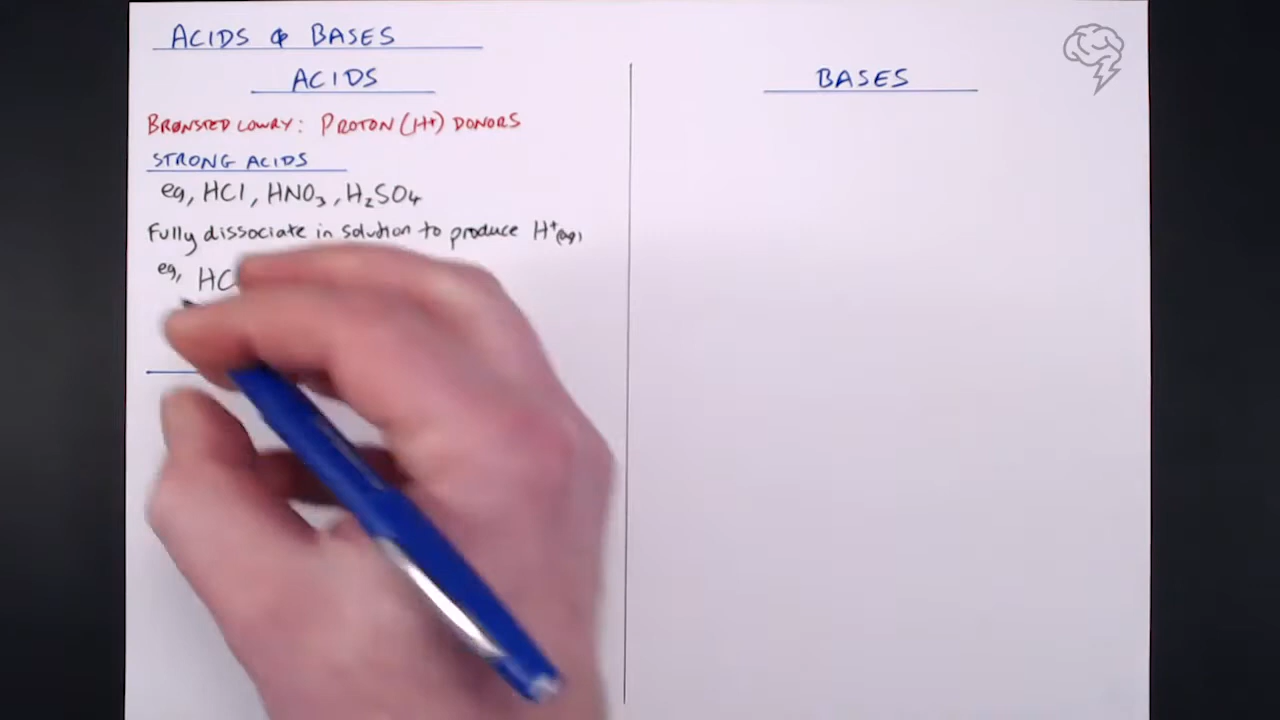 ACIDS & BASES
ACIDS
BRØNSTED LOWRY: PROTON (H+) DONORS
STRONG ACIDS
eg, HCl, HNO₃, H₂SO₄
Fully dissociate in solution to produce H⁺(aq)
eg, HC
BASES